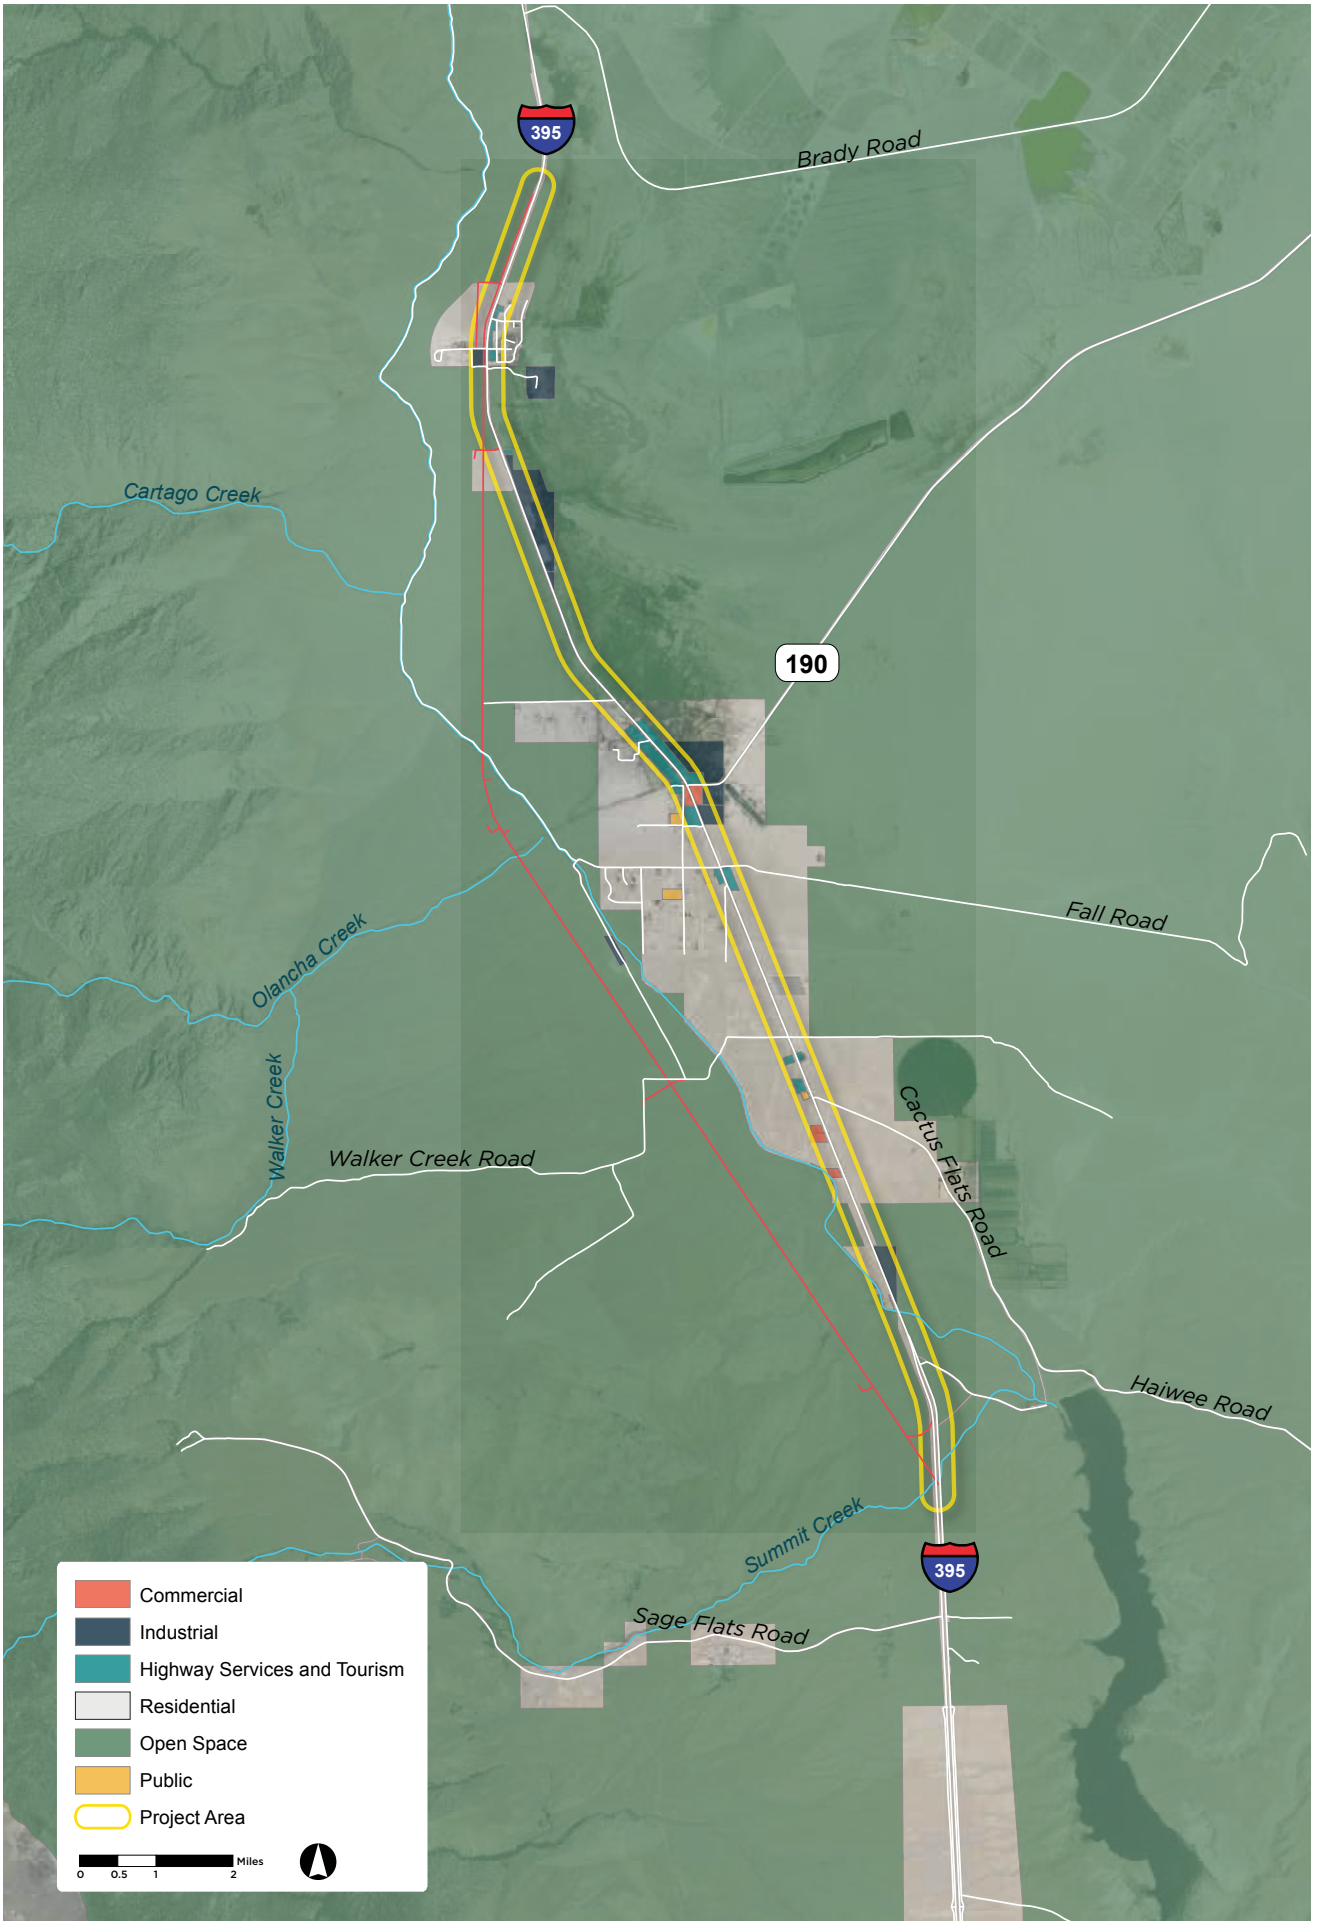 395
Brady Road
Cartago Creek
190
Fall Road
Olancha Creek
Walker Creek
Cactus Flats Road
Walker Creek Road
Haiwee Road
Summit Creek
395
Sage Flats Road
Commercial
Industrial
Highway Services and Tourism
Residential
Open Space
Public
Project Area
Miles
0 0.5 1 2